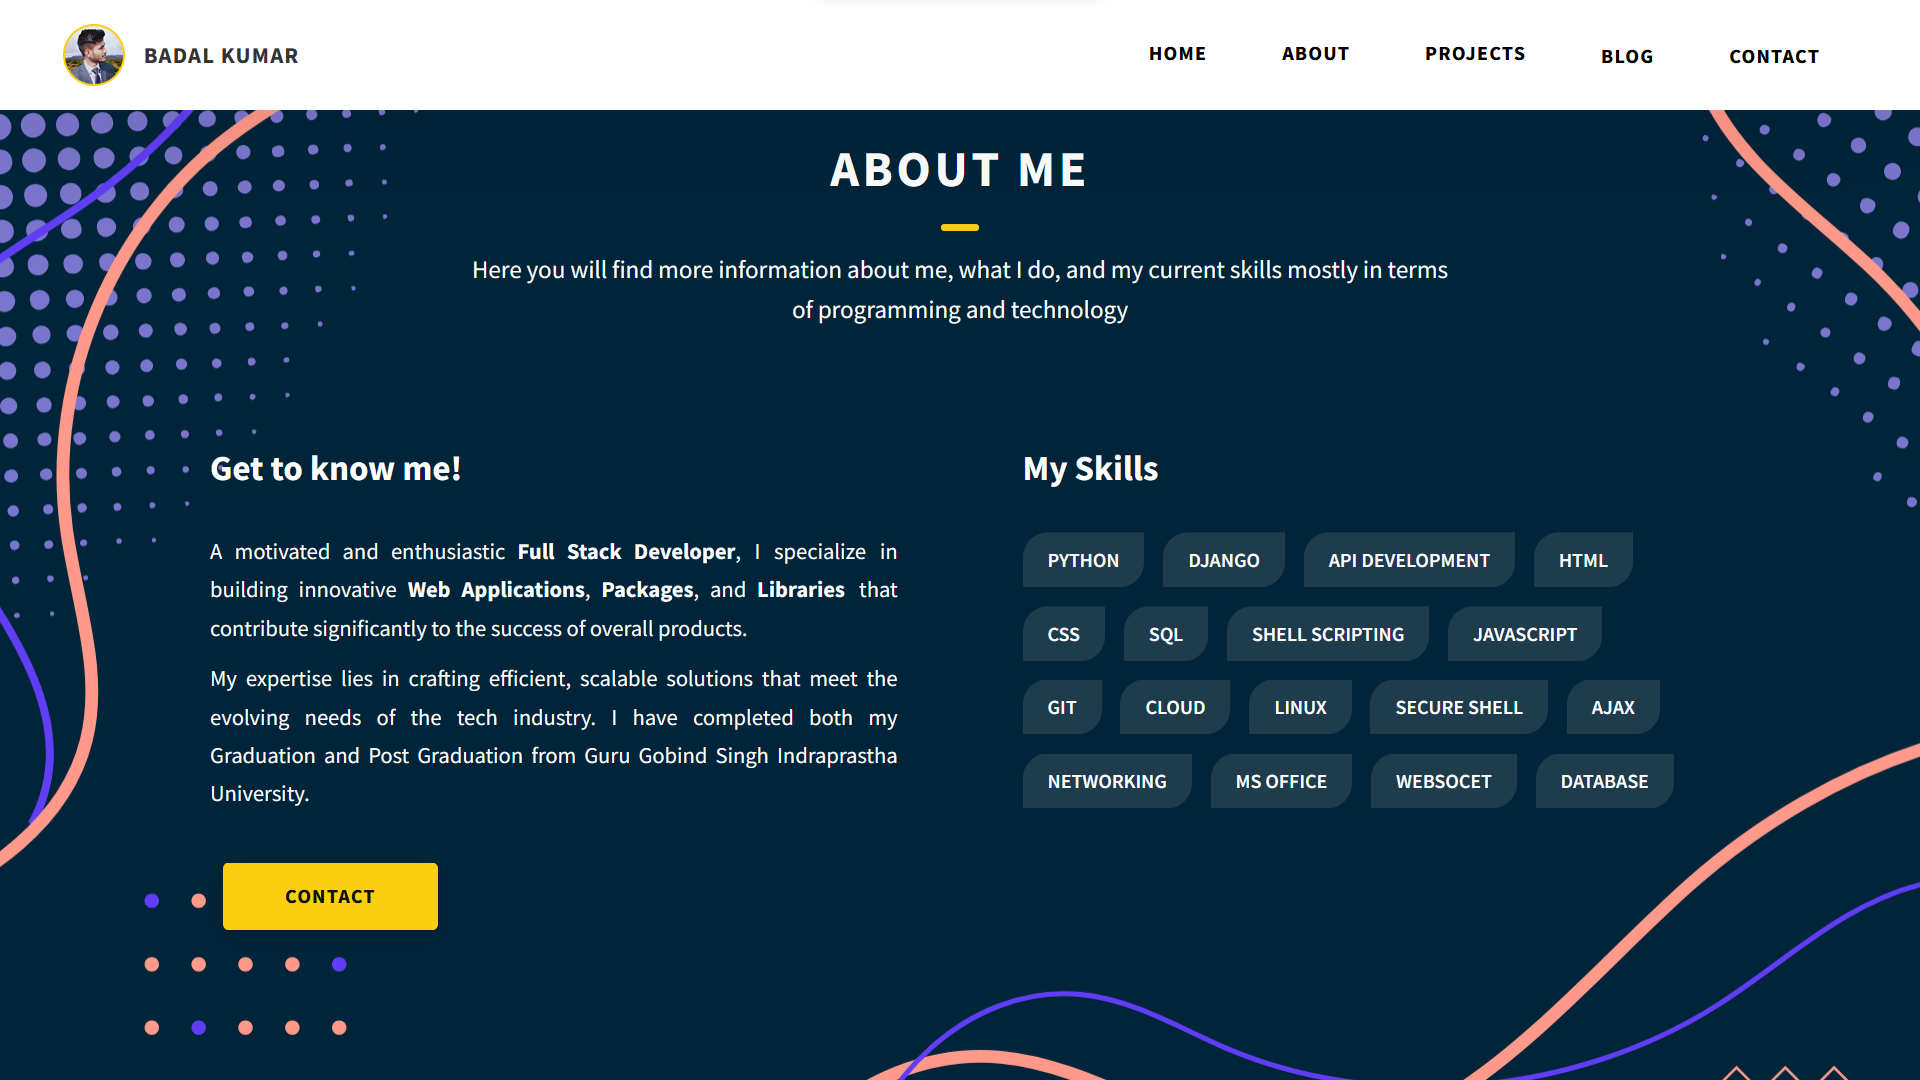 BADAL KUMAR
HOME ABOUT PROJECTS BLOG CONTACT
ABOUT ME
Here you will find more information about me, what I do, and my current skills mostly in terms
of programming and technology
Get to know me!
A motivated and enthusiastic Full Stack Developer, I specialize in
building innovative Web Applications, Packages, and Libraries that
contribute significantly to the success of overall products.
My expertise lies in crafting efficient, scalable solutions that meet the
evolving needs of the tech industry. I have completed both my
Graduation and Post Graduation from Guru Gobind Singh Indraprastha
University.
CONTACT
My Skills
PYTHON DJANGO API DEVELOPMENT HTML
CSS SQL SHELL SCRIPTING JAVASCRIPT
GIT CLOUD LINUX SECURE SHELL AJAX
NETWORKING MS OFFICE WEBSOCET DATABASE